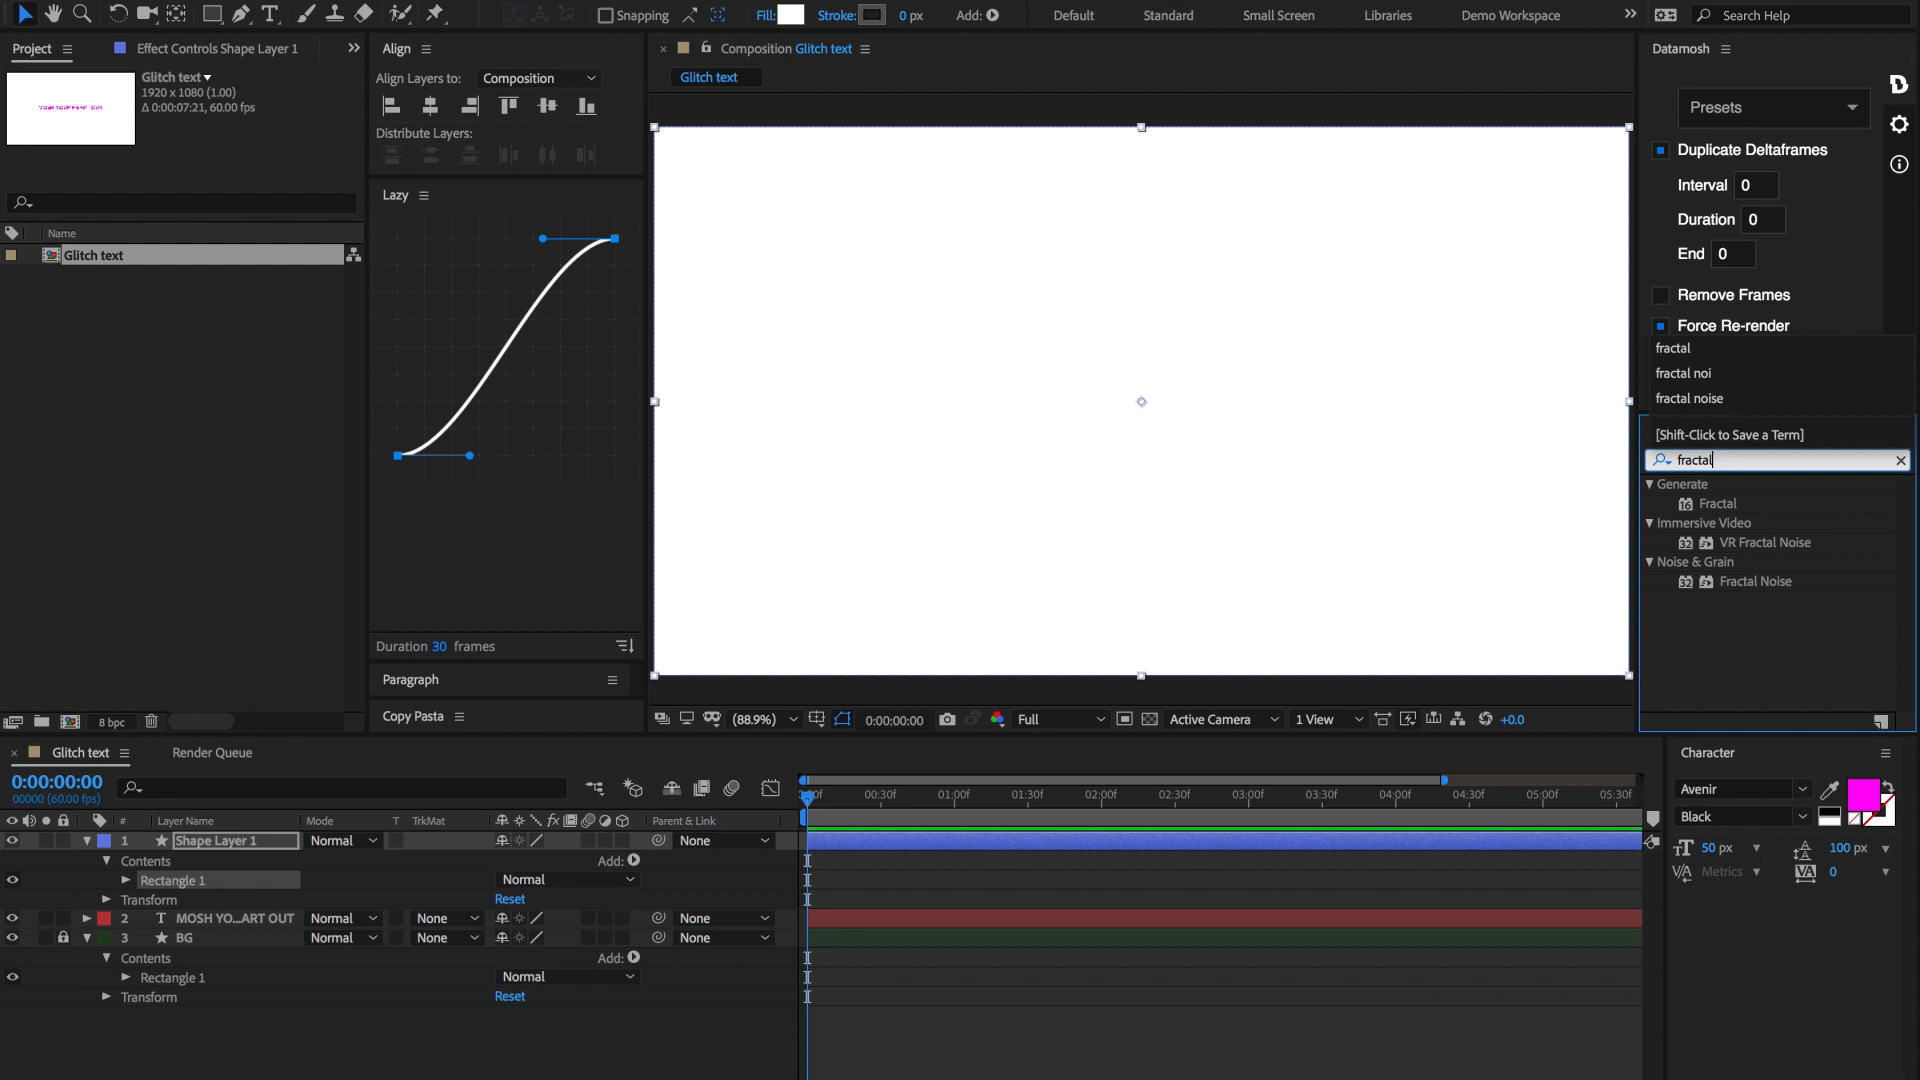 Snapping
Fill:
Stroke:
0 px
Add:
Default
Standard
Small Screen
Libraries
Demo Workspace
Search Help
Project
Effect Controls Shape Layer 1
Glitch text
1920 x 1080 (1.00)
Δ 0:00:07:21, 60.00 fps
Name
Glitch text
8 bpc
Align
Align Layers to:
Composition
Distribute Layers:
Lazy
Duration 30 frames
Paragraph
Copy Pasta
Composition Glitch text
Glitch text
(88.9%)
0:00:00:00
Full
Active Camera
1 View
+0.0
Datamosh
D
Presets
Duplicate Deltaframes
Interval 0
Duration 0
End 0
Remove Frames
Force Re-render
fractal
fractal noi
fractal noise
[Shift-Click to Save a Term]
fractal
Generate
16 Fractal
Immersive Video
32 VR Fractal Noise
Noise & Grain
32 Fractal Noise
Glitch text
Render Queue
0:00:00:00
00000 (60.00 fps)
00:30f
01:00f
01:30f
02:00f
02:30f
03:00f
03:30f
04:00f
04:30f
05:00f
05:30f
# Layer Name Mode T TrkMat fx Parent & Link
1 Shape Layer 1 Normal None
Contents Add:
Rectangle 1 Normal
Transform Reset
2 T MOSH YO...ART OUT Normal None None
3 BG Normal None None
Contents Add:
Rectangle 1 Normal
Transform Reset
Character
Avenir
Black
50 px
100 px
Metrics
0